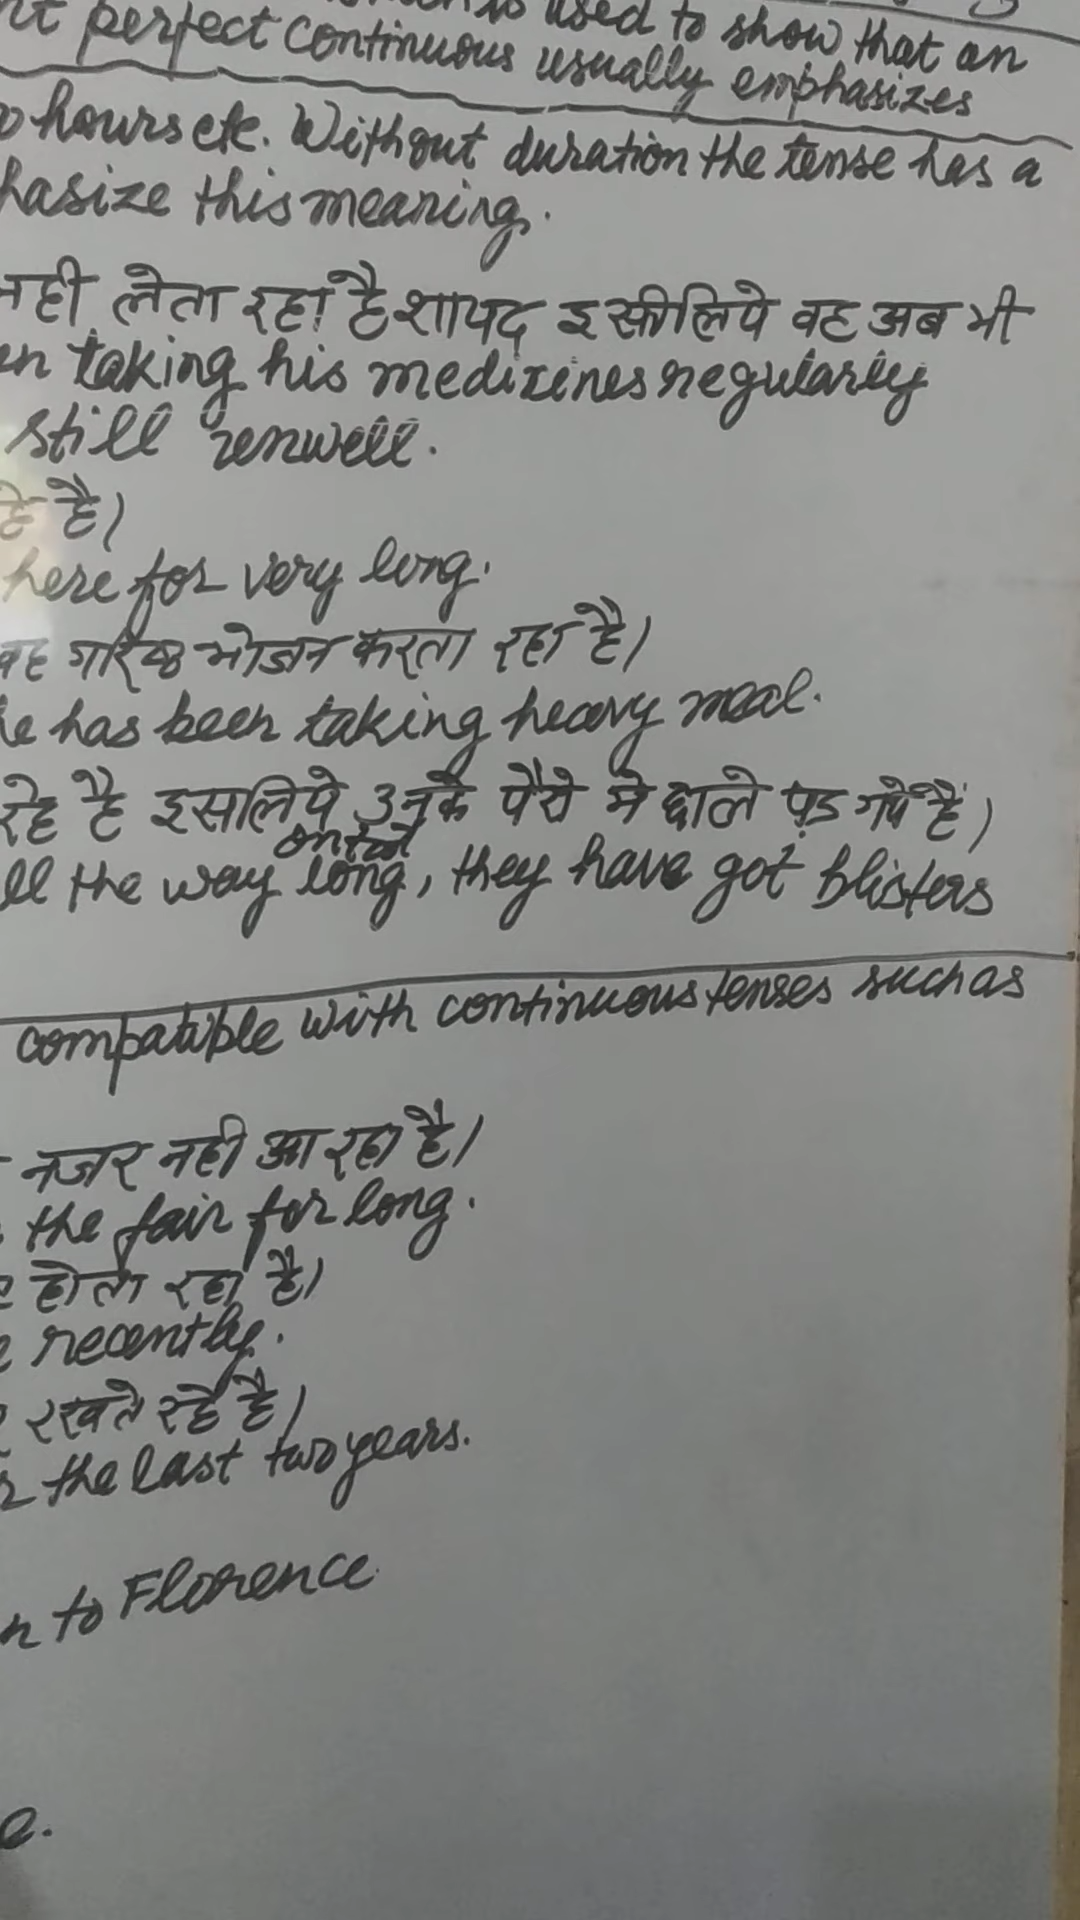 used to show that an
perfect continuous usually emphasizes
hours etc. Without duration the tense has a
hasize this meaning.
नही लेता रहा है शायद इसीलिये वह अब भी
en taking his medicines regularly
still unwell.
हे है।
here for very long.
वह गरिष्ठ भोजन करता रहा है।
he has been taking heavy meal.
रहे है इसलिये उनके पैरो मे छाले पड़ गये है।
ll the way long, they have got blisters
compatible with continuous tenses such as
नजर नही आ रहा है।
the fair for long.
होता रहा है।
recently.
रखते रहे है।
the last two years.
n to Florence
e.